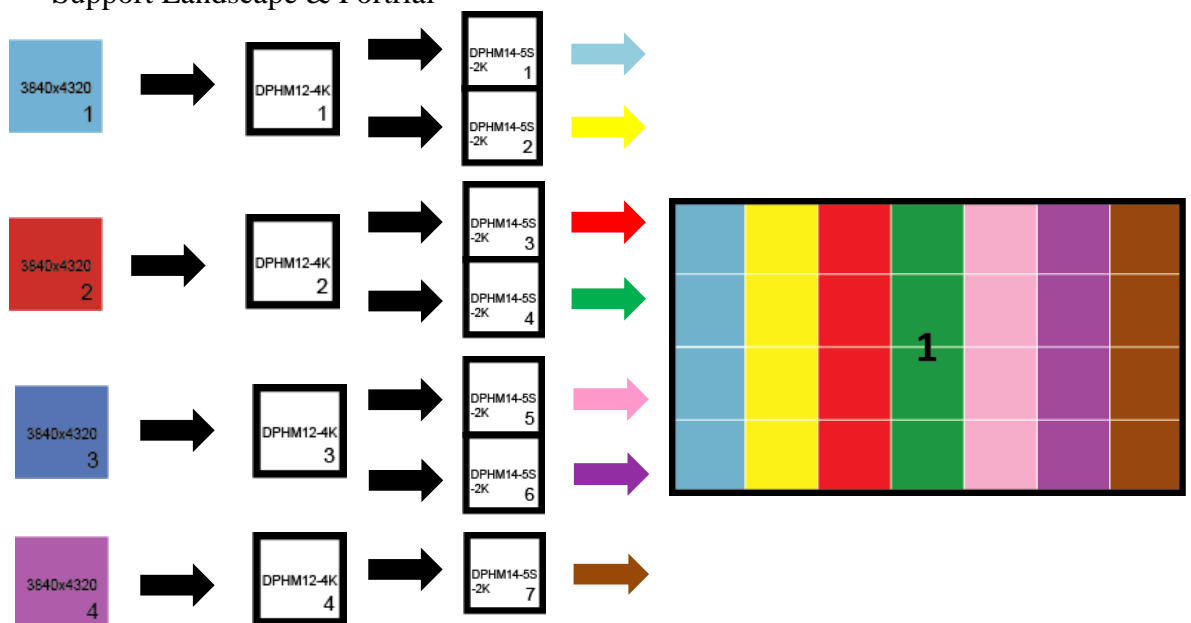 Support Landscape & Portrial
3840x4320
1
DPHM12-4K
1
DPHM14-5S
-2K
1
DPHM14-5S
-2K
2
3840x4320
2
DPHM12-4K
2
DPHM14-5S
-2K
3
DPHM14-5S
-2K
4
1
3840x4320
3
DPHM12-4K
3
DPHM14-5S
-2K
5
DPHM14-5S
-2K
6
3840x4320
4
DPHM12-4K
4
DPHM14-5S
-2K
7